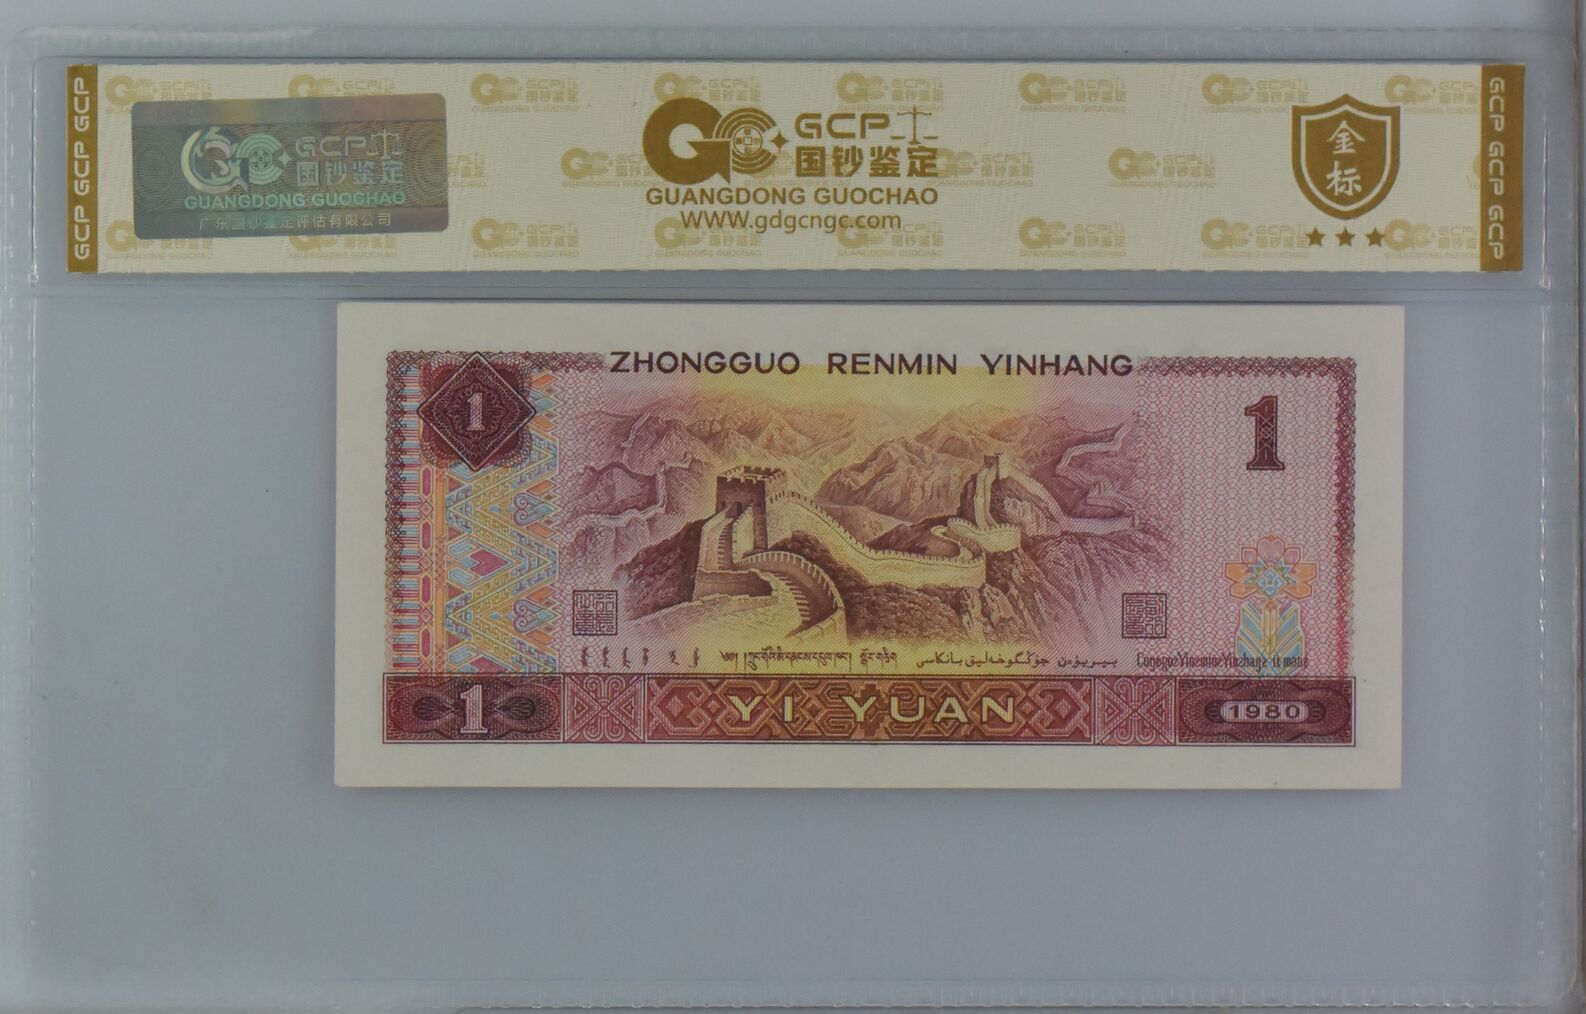 GCP GCP GCP
GCP
国钞鉴定
GUANGDONG GUOCHAO
广东国钞鉴定评估有限公司
GCP
国钞鉴定
GUANGDONG GUOCHAO
WWW.gdgcngc.com
金标
GCP GCP GCP
ZHONGGUO RENMIN YINHANG
1
1
1
YI YUAN
1980